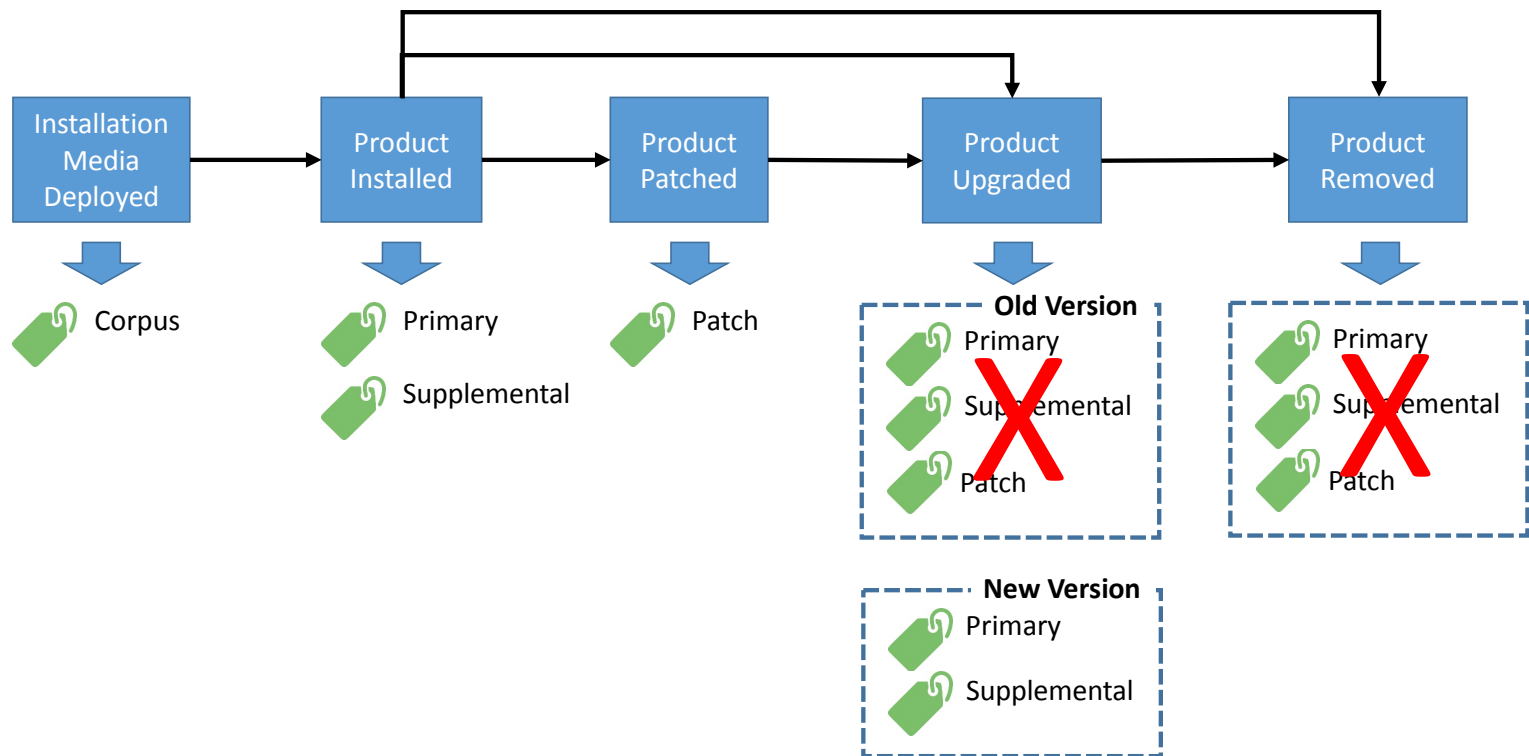 Installation
Media
Deployed
Product
Installed
Product
Patched
Product
Upgraded
Product
Removed
Corpus
Primary
Supplemental
Patch
Old Version
Primary
Supplemental
Patch
Primary
Supplemental
Patch
New Version
Primary
Supplemental